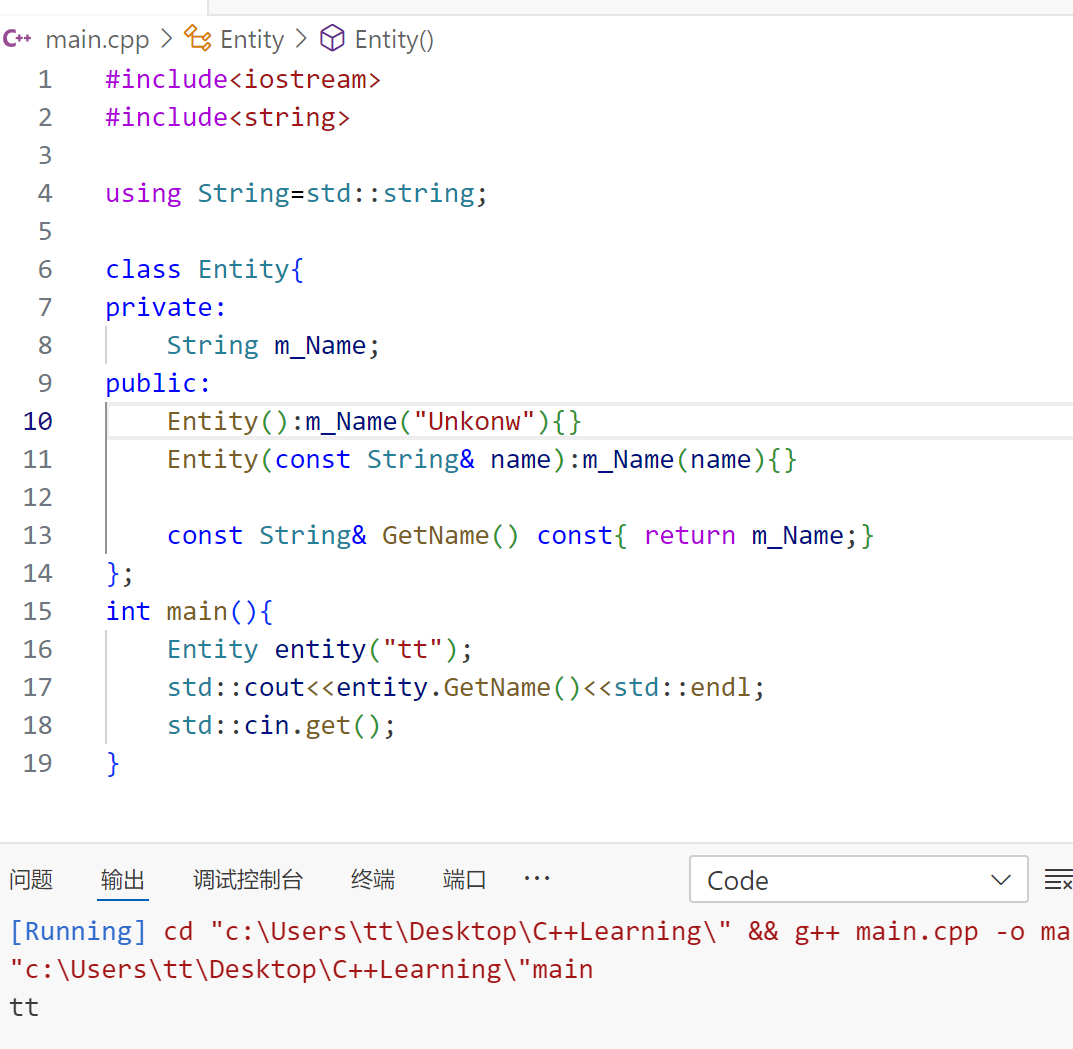 C++ main.cpp > Entity > Entity()
1 #include<iostream>
2 #include<string>
3
4 using String=std::string;
5
6 class Entity{
7 private:
8     String m_Name;
9 public:
10     Entity():m_Name("Unkonw"){}
11     Entity(const String& name):m_Name(name){}
12
13     const String& GetName() const{ return m_Name;}
14 };
15 int main(){
16     Entity entity("tt");
17     std::cout<<entity.GetName()<<std::endl;
18     std::cin.get();
19 }
问题 输出 调试控制台 终端 端口 ··· Code
[Running] cd "c:\Users\tt\Desktop\C++Learning\" && g++ main.cpp -o ma
"c:\Users\tt\Desktop\C++Learning\"main
tt